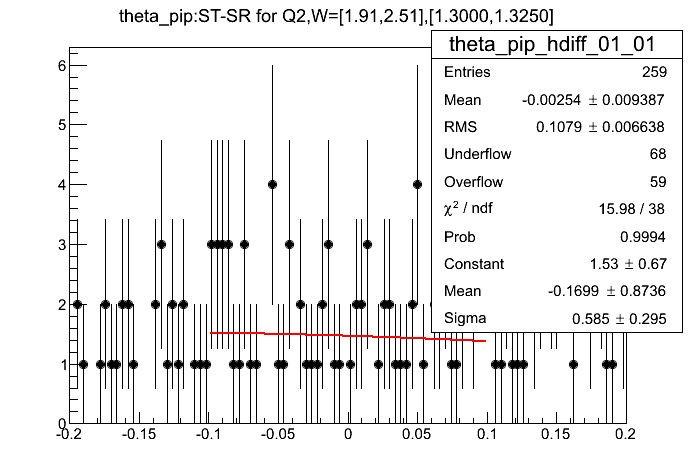 theta_pip:ST-SR for Q2,W=[1.91,2.51],[1.3000,1.3250]
theta_pip_hdiff_01_01
Entries 259
Mean -0.00254 ± 0.009387
RMS 0.1079 ± 0.006638
Underflow 68
Overflow 59
χ² / ndf 15.98 / 38
Prob 0.9994
Constant 1.53 ± 0.67
Mean -0.1699 ± 0.8736
Sigma 0.585 ± 0.295
6
5
4
3
2
1
0
-0.2 -0.15 -0.1 -0.05 0 0.05 0.1 0.15 0.2